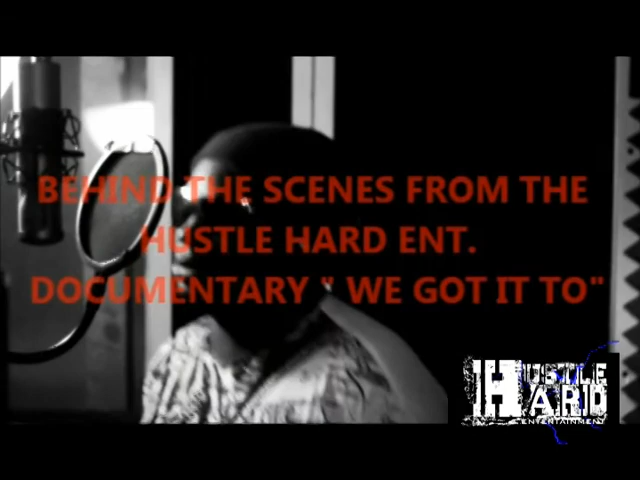 BEHIND THE SCENES FROM THE
HUSTLE HARD ENT.
DOCUMENTARY " WE GOT IT TO"
HUSTLE
HARD
ENTERTAINMENT